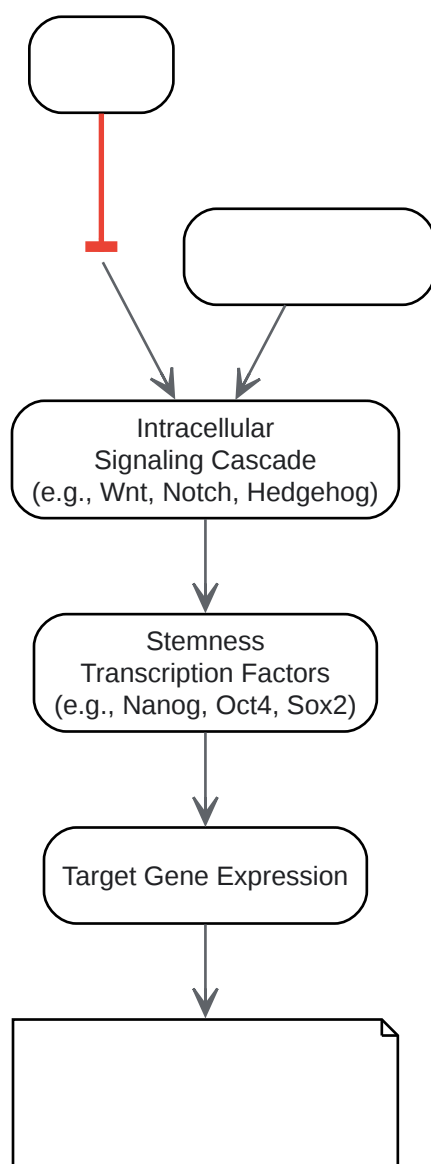 Intracellular
Signaling Cascade
(e.g., Wnt, Notch, Hedgehog)
Stemness
Transcription Factors
(e.g., Nanog, Oct4, Sox2)
Target Gene Expression